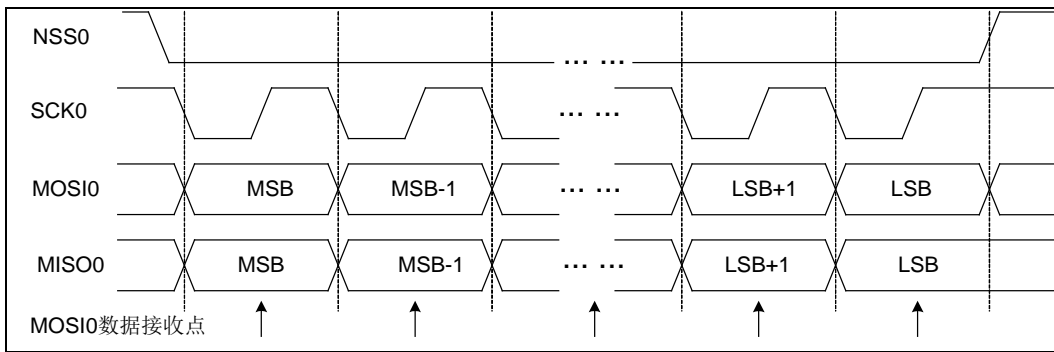 NSS0
... ...
SCK0
... ...
MOSI0 MSB MSB-1 ... ... LSB+1 LSB
MISO0 MSB MSB-1 ... ... LSB+1 LSB
MOSI0数据接收点